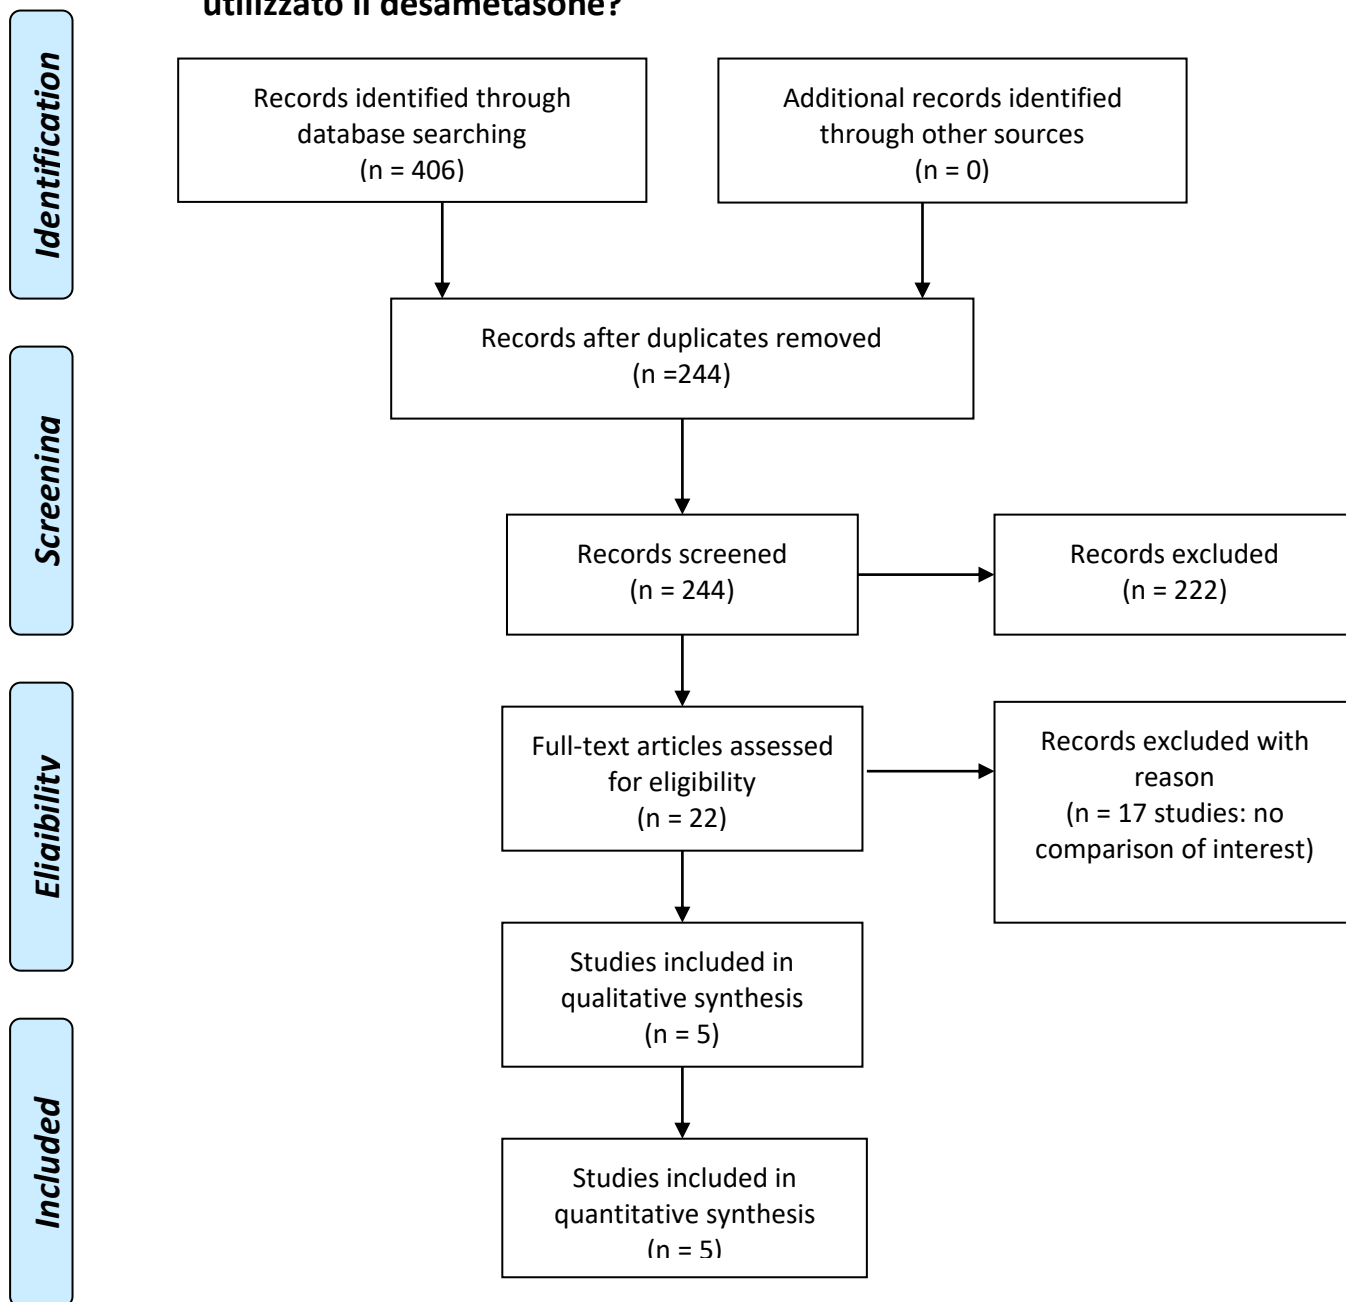 utilizzato il desametasone?
Identification
Records identified through
database searching
(n = 406)
Additional records identified
through other sources
(n = 0)
Records after duplicates removed
(n =244)
Screening
Records screened
(n = 244)
Records excluded
(n = 222)
Eligibility
Full-text articles assessed
for eligibility
(n = 22)
Records excluded with
reason
(n = 17 studies: no
comparison of interest)
Studies included in
qualitative synthesis
(n = 5)
Included
Studies included in
quantitative synthesis
(n = 5)